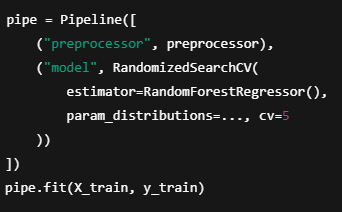 pipe = Pipeline([
    ("preprocessor", preprocessor),
    ("model", RandomizedSearchCV(
        estimator=RandomForestRegressor(),
        param_distributions=..., cv=5
    ))
])
pipe.fit(X_train, y_train)